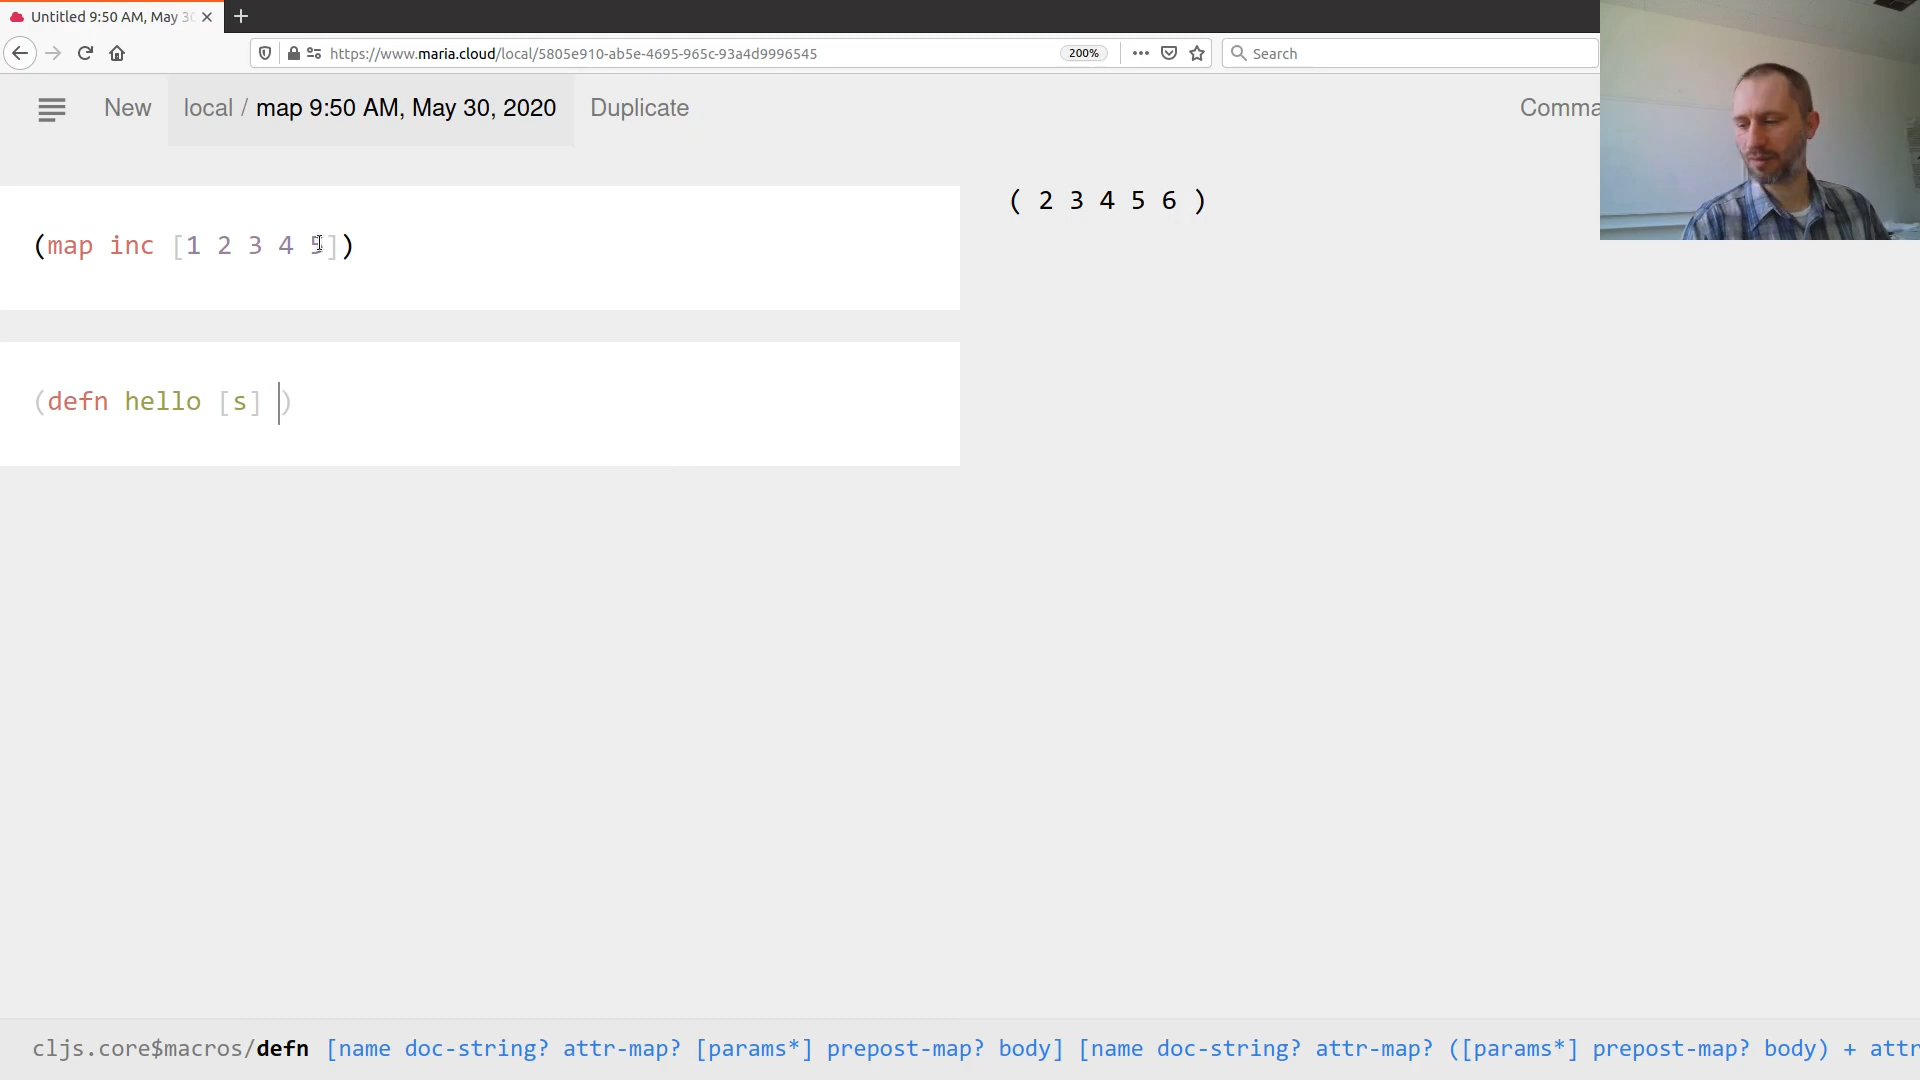 Untitled 9:50 AM, May 30
https://www.maria.cloud/local/5805e910-ab5e-4695-965c-93a4d9996545
200%
Search
New
local / map 9:50 AM, May 30, 2020
Duplicate
Comma
(map inc [1 2 3 4 5])
( 2 3 4 5 6 )
(defn hello [s] )
cljs.core$macros/defn [name doc-string? attr-map? [params*] prepost-map? body] [name doc-string? attr-map? ([params*] prepost-map? body) + attr